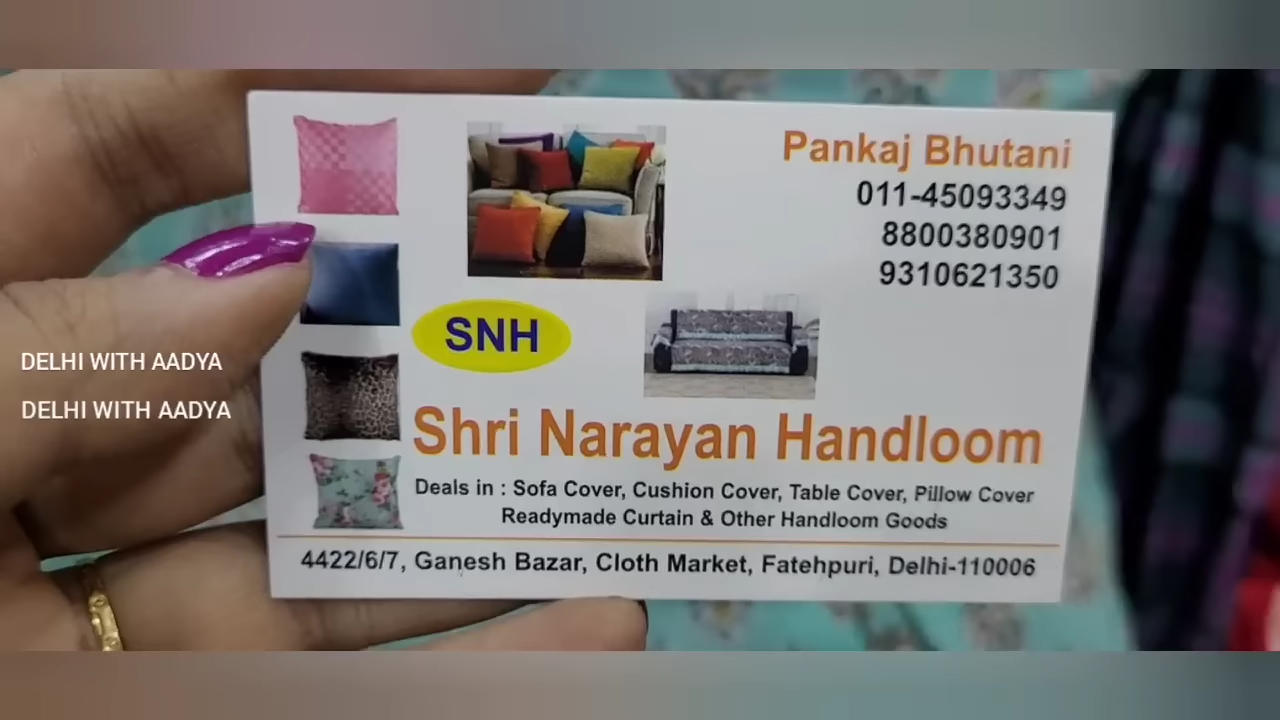 Pankaj Bhutani
011-45093349
8800380901
9310621350
SNH
Shri Narayan Handloom
Deals in : Sofa Cover, Cushion Cover, Table Cover, Pillow Cover
Readymade Curtain & Other Handloom Goods
4422/6/7, Ganesh Bazar, Cloth Market, Fatehpuri, Delhi-110006
DELHI WITH AADYA
DELHI WITH AADYA